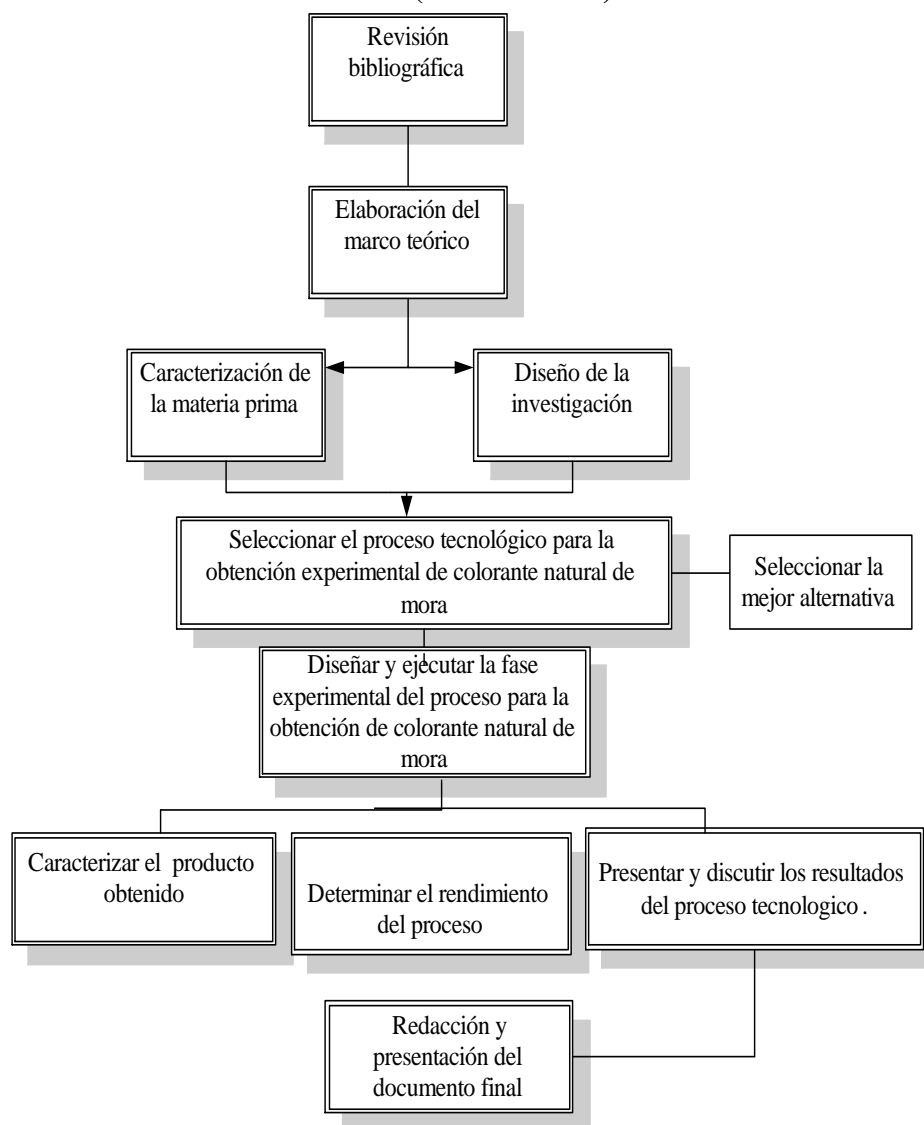 Revisión
bibliográfica
Elaboración del
marco teórico
Caracterización de
la materia prima
Diseño de la
investigación
Seleccionar el proceso tecnológico para la
obtención experimental de colorante natural de
mora
Seleccionar la
mejor alternativa
Diseñar y ejecutar la fase
experimental del proceso para la
obtención de colorante natural de
mora
Caracterizar el producto
obtenido
Determinar el rendimiento
del proceso
Presentar y discutir los resultados
del proceso tecnologico .
Redacción y
presentación del
documento final